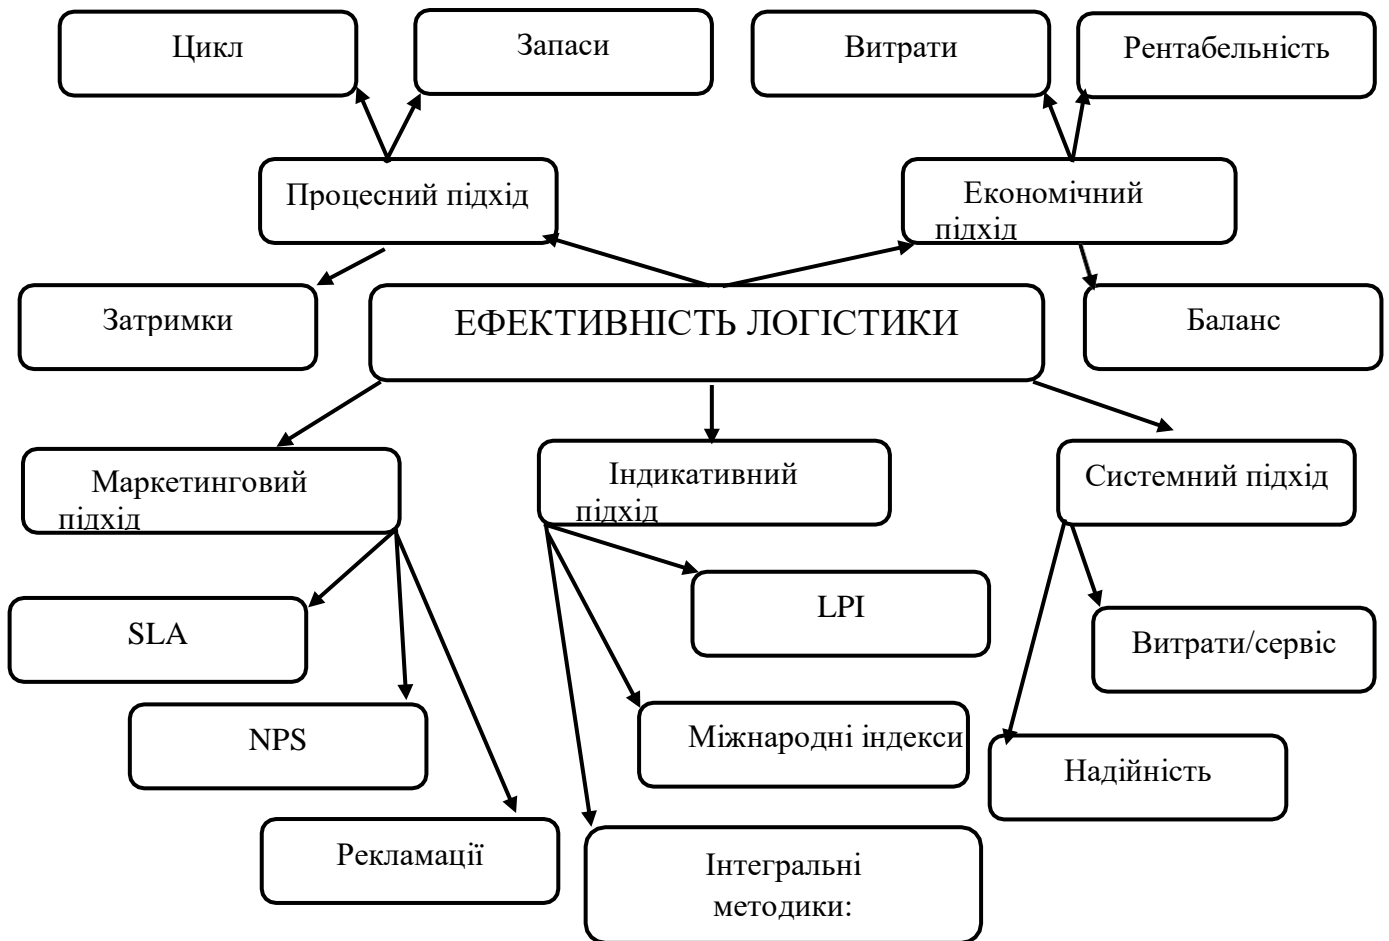 Цикл
Запаси
Витрати
Рентабельність
Процесний підхід
Економічний
підхід
Затримки
ЕФЕКТИВНІСТЬ ЛОГІСТИКИ
Баланс
Маркетинговий
підхід
Індикативний
підхід
Системний підхід
LPI
SLA
Витрати/сервіс
NPS
Міжнародні індекси
Надійність
Рекламації
Інтегральні
методики: